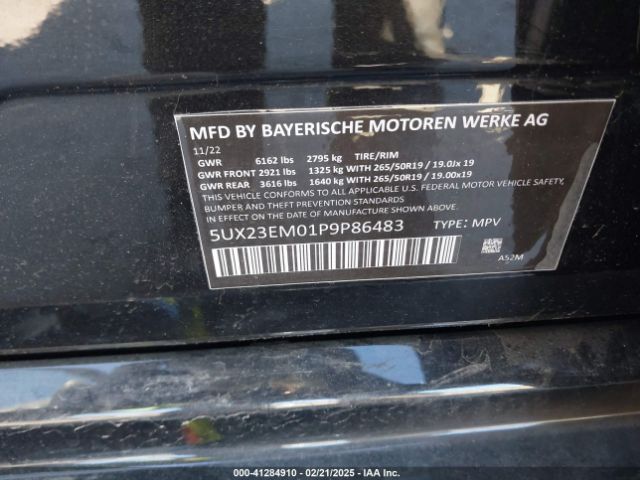 MFD BY BAYERISCHE MOTOREN WERKE AG
11/22
GWR 6162 lbs 2795 kg TIRE/RIM
GWR FRONT 2921 lbs 1325 kg WITH 265/50R19 / 19.0Jx 19
GWR REAR 3616 lbs 1640 kg WITH 265/50R19 / 19.00x19
THIS VEHICLE CONFORMS TO ALL APPLICABLE U.S. FEDERAL MOTOR VEHICLE SAFETY,
BUMPER AND THEFT PREVENTION STANDARDS
IN EFFECT ON THE DATE OF MANUFACTURE SHOWN ABOVE.
5UX23EM01P9P86483 TYPE: MPV
A52M
000-41284910 - 02/21/2025 - IAA Inc.